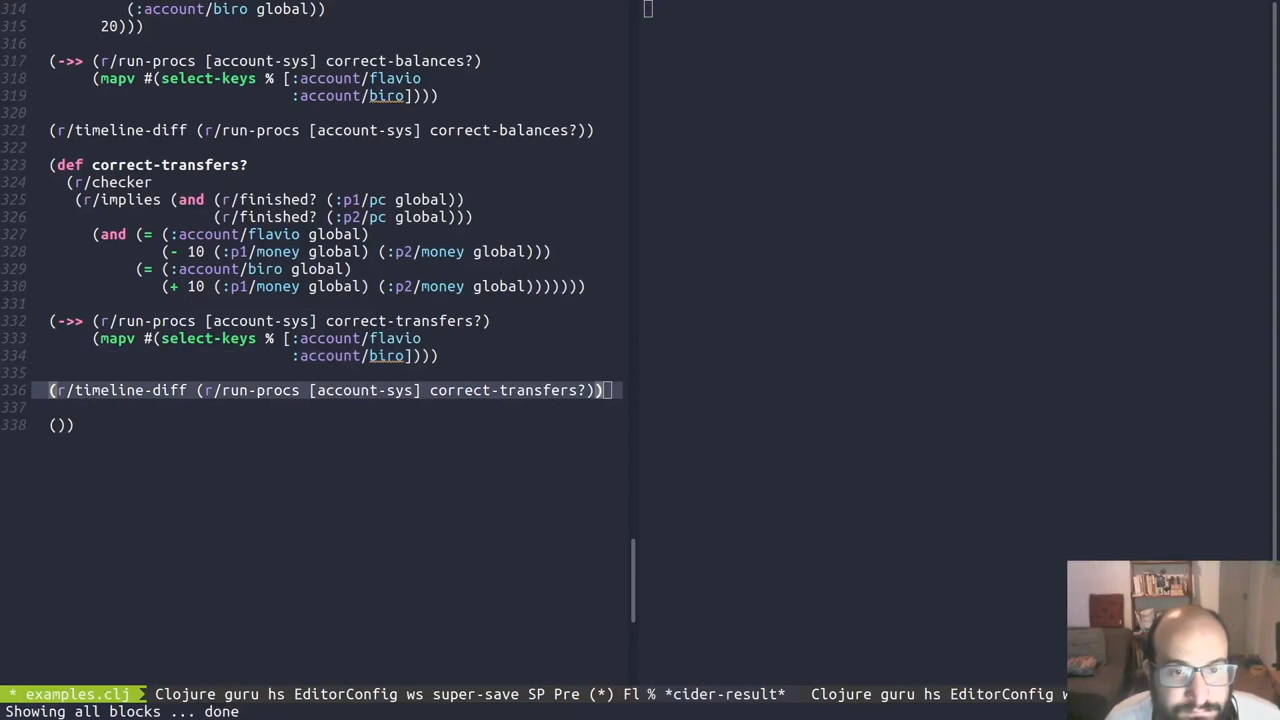 314 (:account/biro global))
315 20)))
316
317 (->> (r/run-procs [account-sys] correct-balances?)
318 (mapv #(select-keys % [:account/flavio
319 :account/biro])))
320
321 (r/timeline-diff (r/run-procs [account-sys] correct-balances?))
322
323 (def correct-transfers?
324 (r/checker
325 (r/implies (and (r/finished? (:p1/pc global))
326 (r/finished? (:p2/pc global)))
327 (and (= (:account/flavio global)
328 (- 10 (:p1/money global) (:p2/money global)))
329 (= (:account/biro global)
330 (+ 10 (:p1/money global) (:p2/money global)))))))
331
332 (->> (r/run-procs [account-sys] correct-transfers?)
333 (mapv #(select-keys % [:account/flavio
334 :account/biro])))
335
336 (r/timeline-diff (r/run-procs [account-sys] correct-transfers?))
337
338 ())
* examples.clj Clojure guru hs EditorConfig ws super-save SP Pre (*) Fl % *cider-result* Clojure guru hs EditorConfig w
Showing all blocks ... done